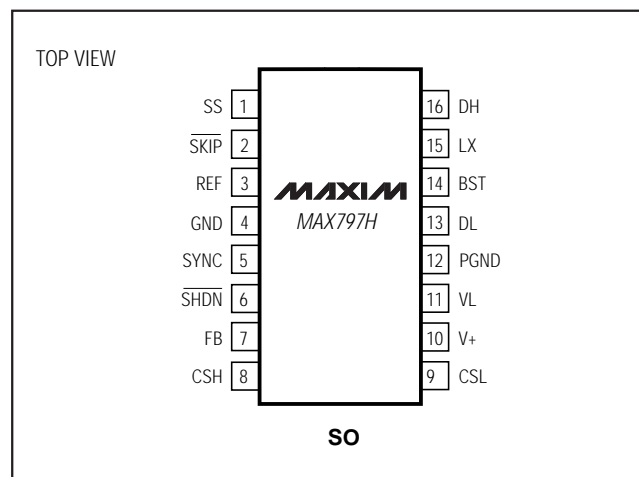 TOP VIEW
SS 1
SKIP 2
REF 3
GND 4
SYNC 5
SHDN 6
FB 7
CSH 8
MAXIM
MAX797H
16 DH
15 LX
14 BST
13 DL
12 PGND
11 VL
10 V+
9 CSL
SO